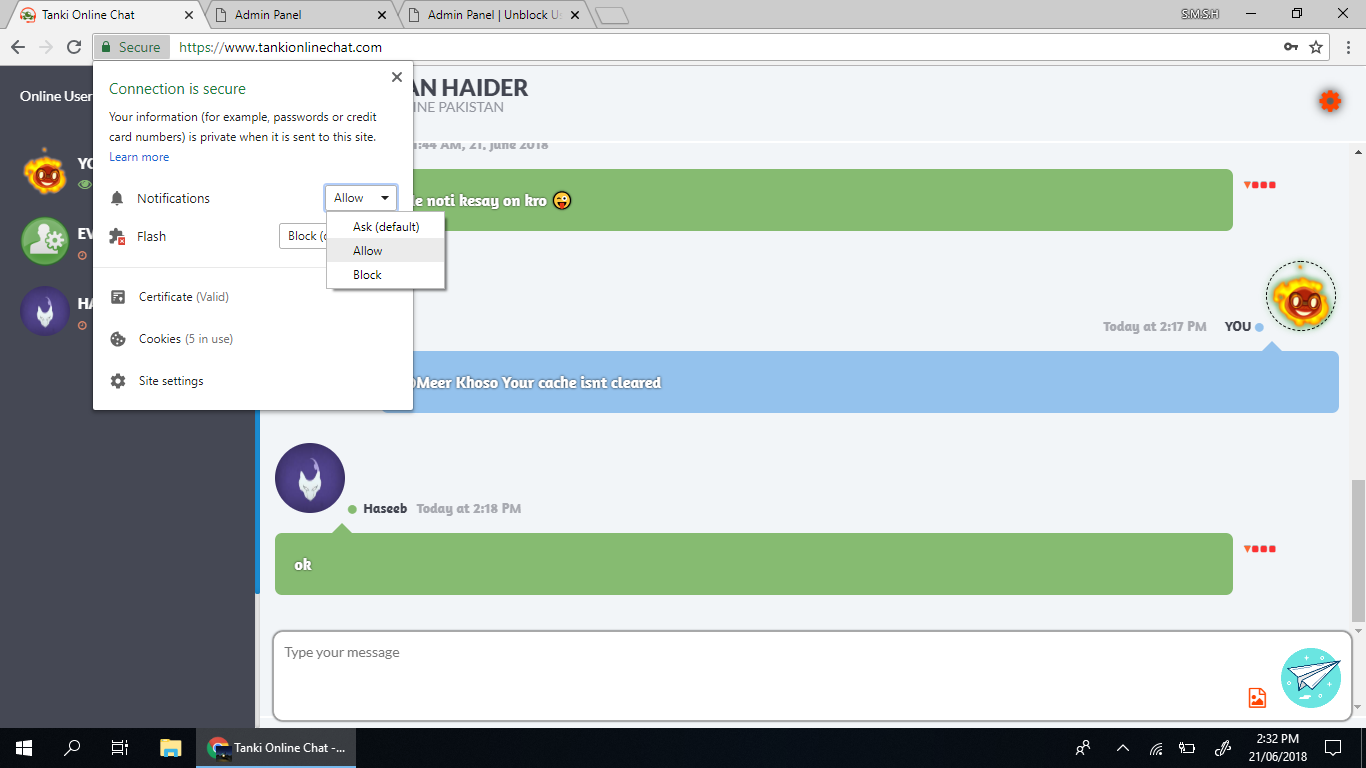 Tanki Online Chat
Admin Panel
Admin Panel | Unblock Us
S.M.S.H
Secure
https://www.tankionlinechat.com
Online User
Connection is secure
Your information (for example, passwords or credit
card numbers) is private when it is sent to this site.
Learn more
Notifications
Allow
Flash
Block (
Ask (default)
Allow
Block
Certificate (Valid)
Cookies (5 in use)
Site settings
AN HAIDER
INE PAKISTAN
YO
EV
HA
1:44 AM, 21, June 2018
noti kesay on kro
Today at 2:17 PM YOU
Meer Khoso Your cache isnt cleared
Haseeb Today at 2:18 PM
ok
Type your message
Tanki Online Chat -...
2:32 PM
21/06/2018